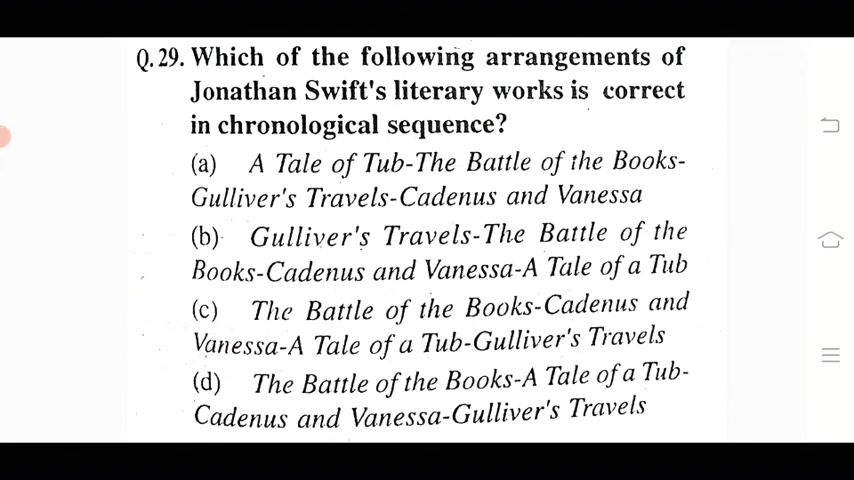 Q.29. Which of the following arrangements of
Jonathan Swift's literary works is correct
in chronological sequence?
(a) A Tale of Tub-The Battle of the Books-
Gulliver's Travels-Cadenus and Vanessa
(b) Gulliver's Travels-The Battle of the
Books-Cadenus and Vanessa-A Tale of a Tub
(c) The Battle of the Books-Cadenus and
Vanessa-A Tale of a Tub-Gulliver's Travels
(d) The Battle of the Books-A Tale of a Tub-
Cadenus and Vanessa-Gulliver's Travels